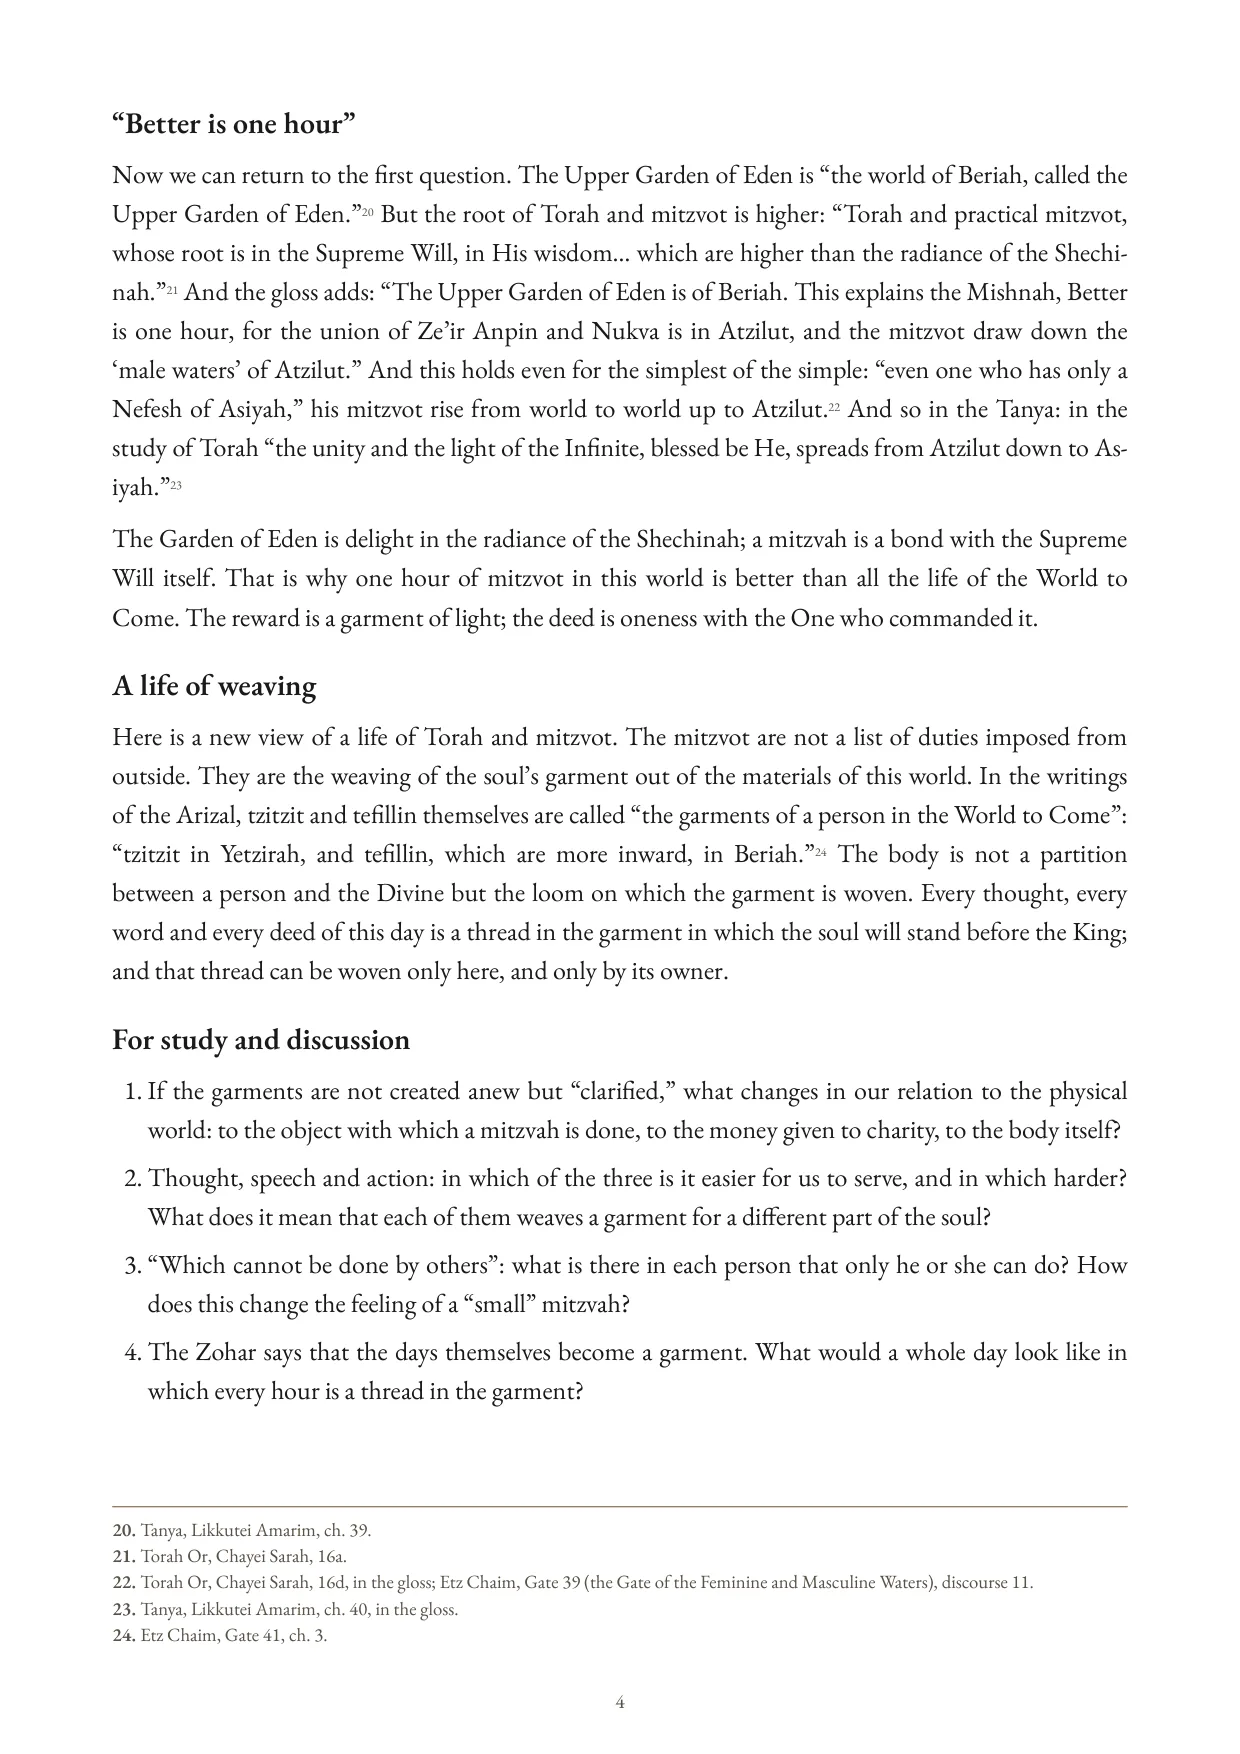 “Better is one hour”
Now we can return to the first question. The Upper Garden of Eden is “the world of Beriah, called the
Upper Garden of Eden.”20 But the root of Torah and mitzvot is higher: “Torah and practical mitzvot,
whose root is in the Supreme Will, in His wisdom... which are higher than the radiance of the Shechi-
nah.”21 And the gloss adds: “The Upper Garden of Eden is of Beriah. This explains the Mishnah, Better
is one hour, for the union of Ze’ir Anpin and Nukva is in Atzilut, and the mitzvot draw down the
‘male waters’ of Atzilut.” And this holds even for the simplest of the simple: “even one who has only a
Nefesh of Asiyah,” his mitzvot rise from world to world up to Atzilut.22 And so in the Tanya: in the
study of Torah “the unity and the light of the Infinite, blessed be He, spreads from Atzilut down to As-
iyah.”23
The Garden of Eden is delight in the radiance of the Shechinah; a mitzvah is a bond with the Supreme
Will itself. That is why one hour of mitzvot in this world is better than all the life of the World to
Come. The reward is a garment of light; the deed is oneness with the One who commanded it.
A life of weaving
Here is a new view of a life of Torah and mitzvot. The mitzvot are not a list of duties imposed from
outside. They are the weaving of the soul’s garment out of the materials of this world. In the writings
of the Arizal, tzitzit and tefillin themselves are called “the garments of a person in the World to Come”:
“tzitzit in Yetzirah, and tefillin, which are more inward, in Beriah.”24 The body is not a partition
between a person and the Divine but the loom on which the garment is woven. Every thought, every
word and every deed of this day is a thread in the garment in which the soul will stand before the King;
and that thread can be woven only here, and only by its owner.
For study and discussion
1. If the garments are not created anew but “clarified,” what changes in our relation to the physical
world: to the object with which a mitzvah is done, to the money given to charity, to the body itself?
2. Thought, speech and action: in which of the three is it easier for us to serve, and in which harder?
What does it mean that each of them weaves a garment for a different part of the soul?
3. “Which cannot be done by others”: what is there in each person that only he or she can do? How
does this change the feeling of a “small” mitzvah?
4. The Zohar says that the days themselves become a garment. What would a whole day look like in
which every hour is a thread in the garment?
20. Tanya, Likkutei Amarim, ch. 39.
21. Torah Or, Chayei Sarah, 16a.
22. Torah Or, Chayei Sarah, 16d, in the gloss; Etz Chaim, Gate 39 (the Gate of the Feminine and Masculine Waters), discourse 11.
23. Tanya, Likkutei Amarim, ch. 40, in the gloss.
24. Etz Chaim, Gate 41, ch. 3.
4